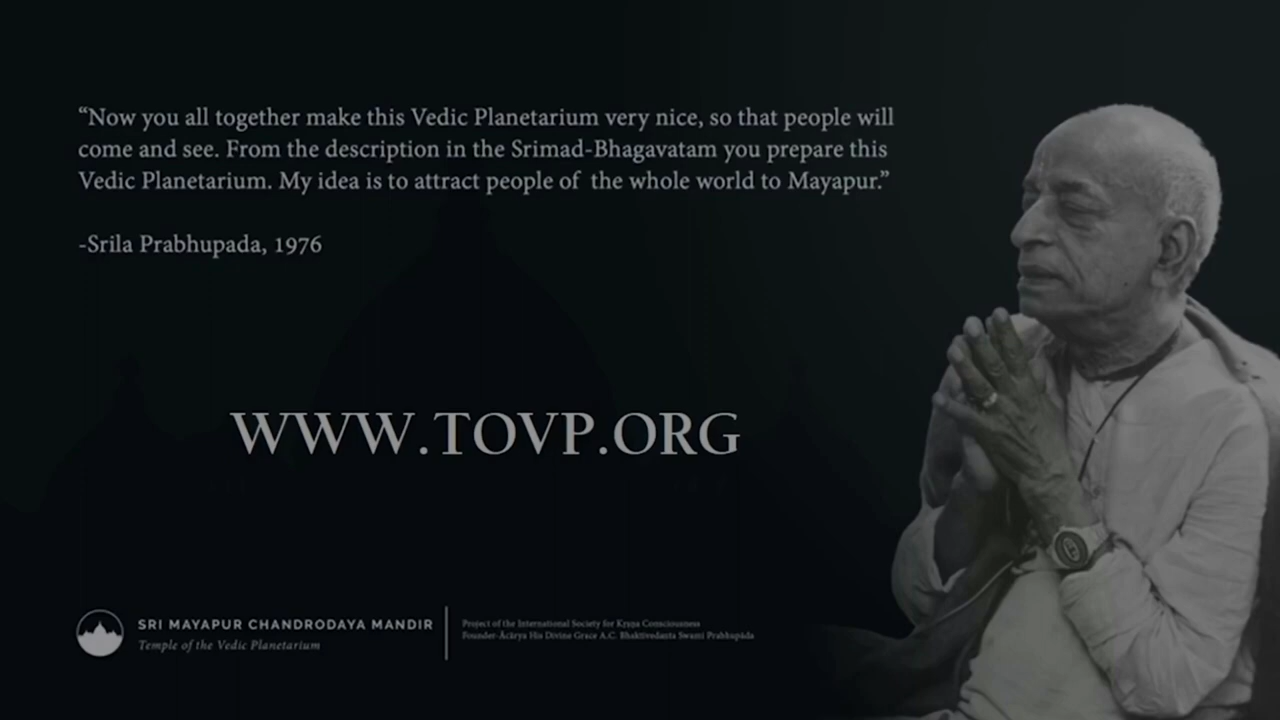 “Now you all together make this Vedic Planetarium very nice, so that people will
come and see. From the description in the Srimad-Bhagavatam you prepare this
Vedic Planetarium. My idea is to attract people of the whole world to Mayapur.”
-Srila Prabhupada, 1976
WWW.TOVP.ORG
SRI MAYAPUR CHANDRODAYA MANDIR
Temple of the Vedic Planetarium
Project of the International Society for Kṛṣṇa Consciousness
Founder-Ācārya His Divine Grace A.C. Bhaktivedanta Swami Prabhupāda